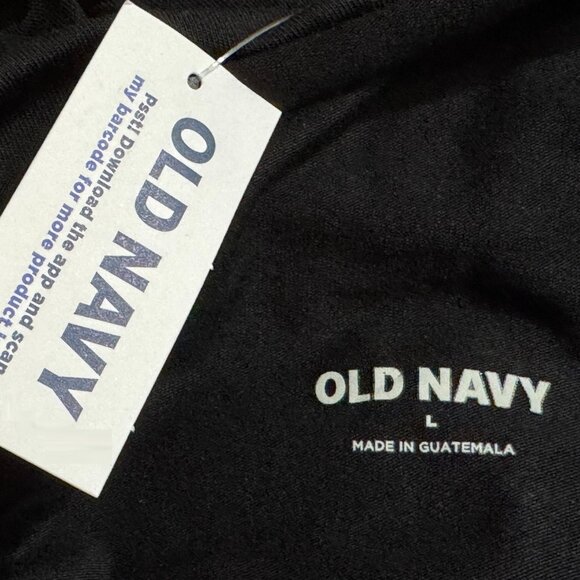 OLD NAVY
Psst! Download the app and scan
my barcode for more product
OLD NAVY
L
MADE IN GUATEMALA